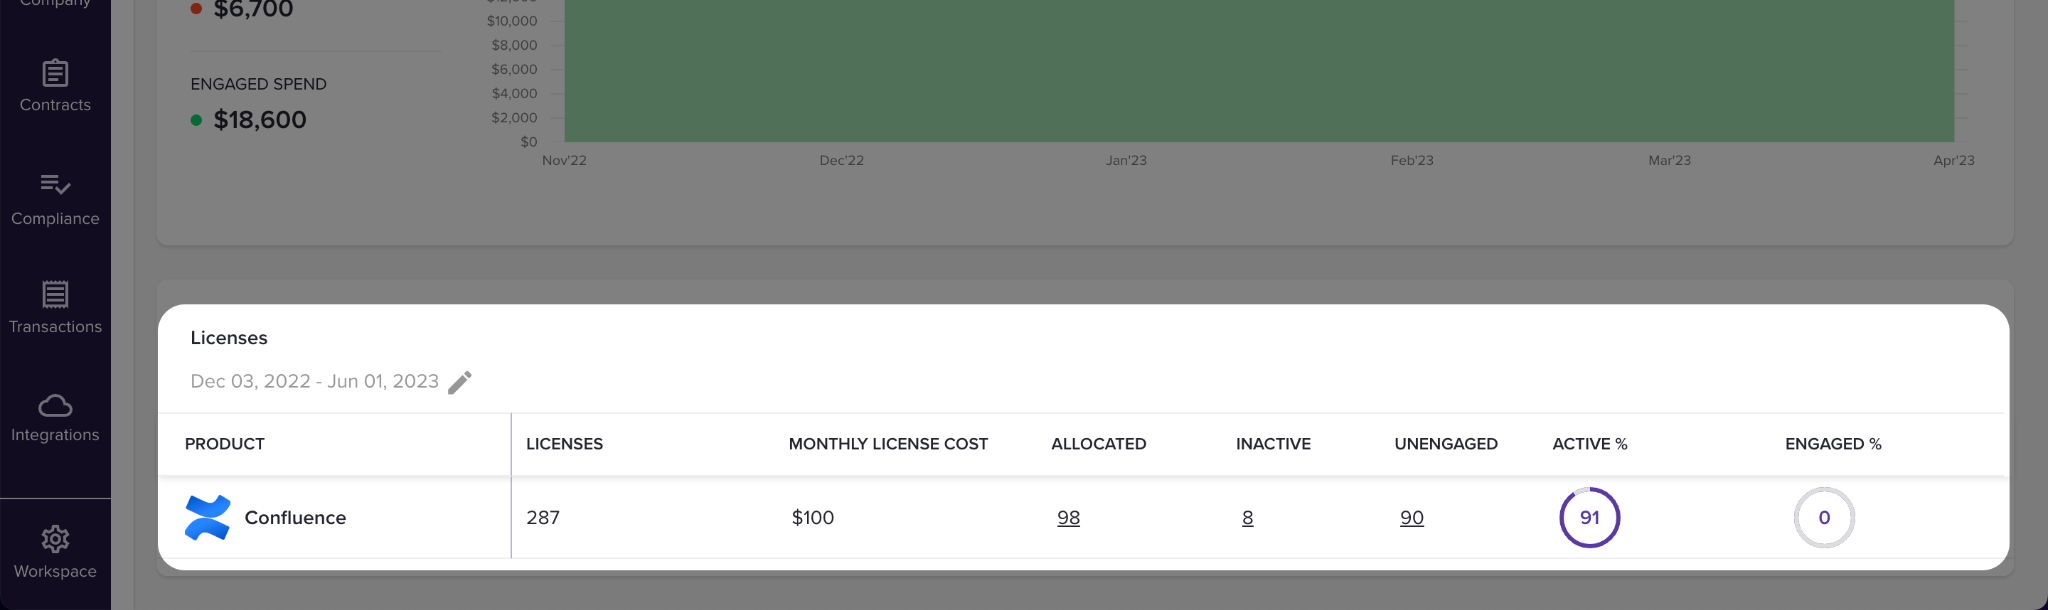 Company
$6,700
ENGAGED SPEND
$18,600
$12,000
$10,000
$8,000
$6,000
$4,000
$2,000
$0
Nov'22 Dec'22 Jan'23 Feb'23 Mar'23 Apr'23
Contracts
Compliance
Transactions
Integrations
Workspace
Licenses
Dec 03, 2022 - Jun 01, 2023
PRODUCT LICENSES MONTHLY LICENSE COST ALLOCATED INACTIVE UNENGAGED ACTIVE % ENGAGED %
Confluence 287 $100 98 8 90 91 0